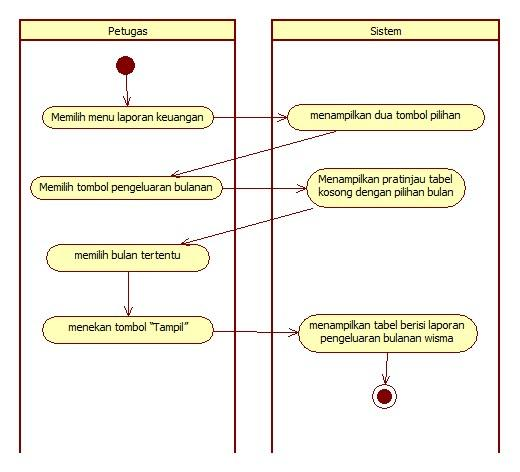 Petugas
Sistem
Memilih menu laporan keuangan
menampilkan dua tombol pilihan
Memilih tombol pengeluaran bulanan
Menampilkan pratinjau tabel
kosong dengan pilihan bulan
memilih bulan tertentu
menekan tombol “Tampil”
menampilkan tabel berisi laporan
pengeluaran bulanan wisma